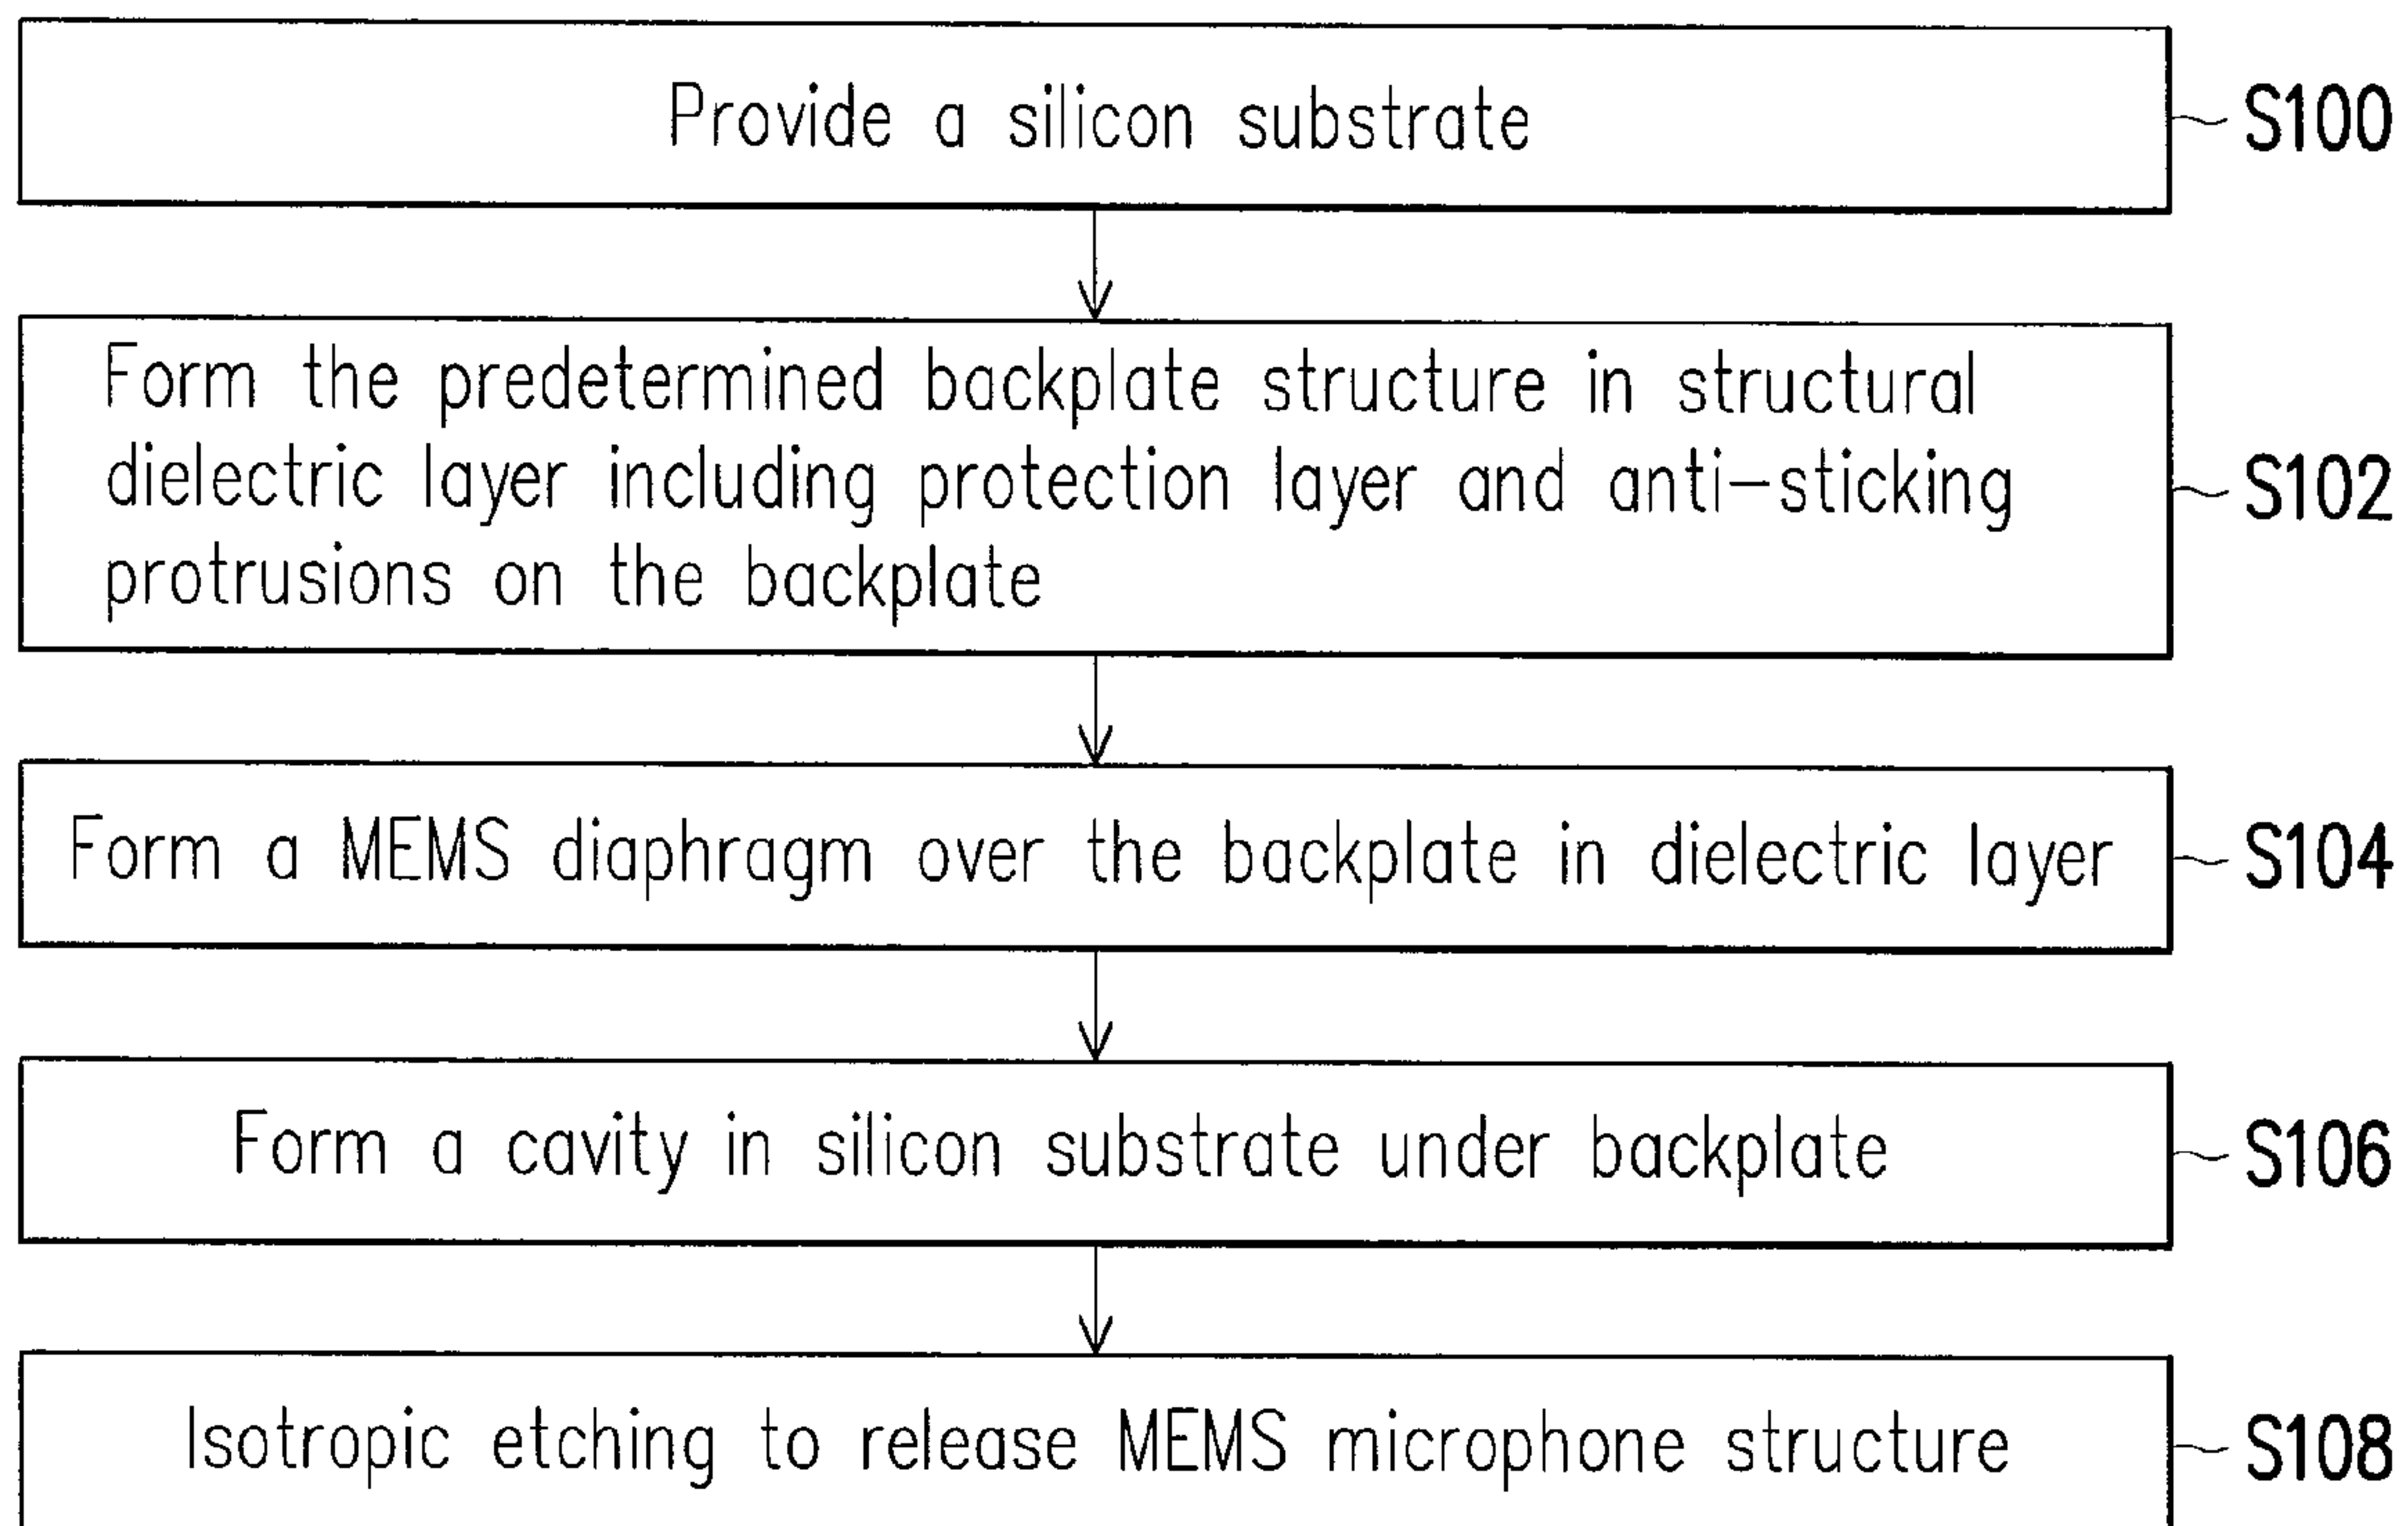 Provide a silicon substrate
S100
Form the predetermined backplate structure in structural
dielectric layer including protection layer and anti-sticking
protrusions on the backplate
S102
Form a MEMS diaphragm over the backplate in dielectric layer
S104
Form a cavity in silicon substrate under backplate
S106
Isotropic etching to release MEMS microphone structure
S108